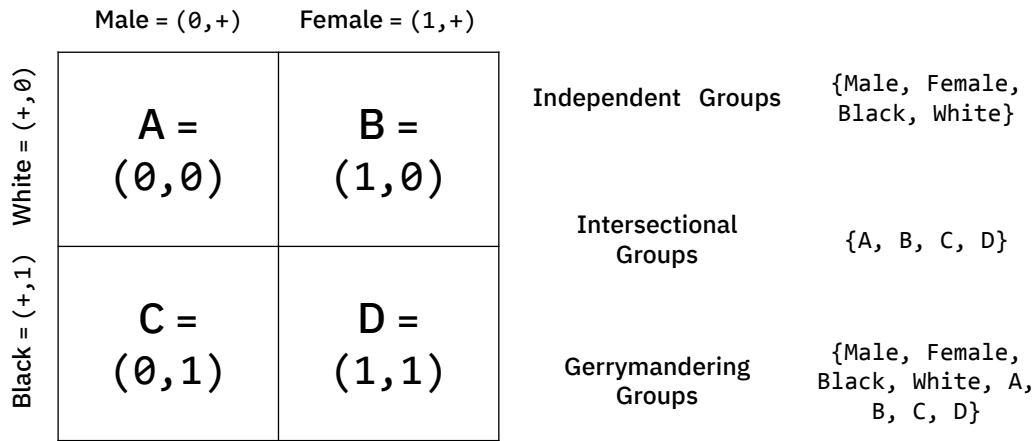 Male = (0,+)
Female = (1,+)
White = (+,0)
A =
(0,0)
B =
(1,0)
Independent Groups
{Male, Female,
Black, White}
Black = (+,1)
C =
(0,1)
D =
(1,1)
Intersectional
Groups
{A, B, C, D}
Gerrymandering
Groups
{Male, Female,
Black, White, A,
B, C, D}